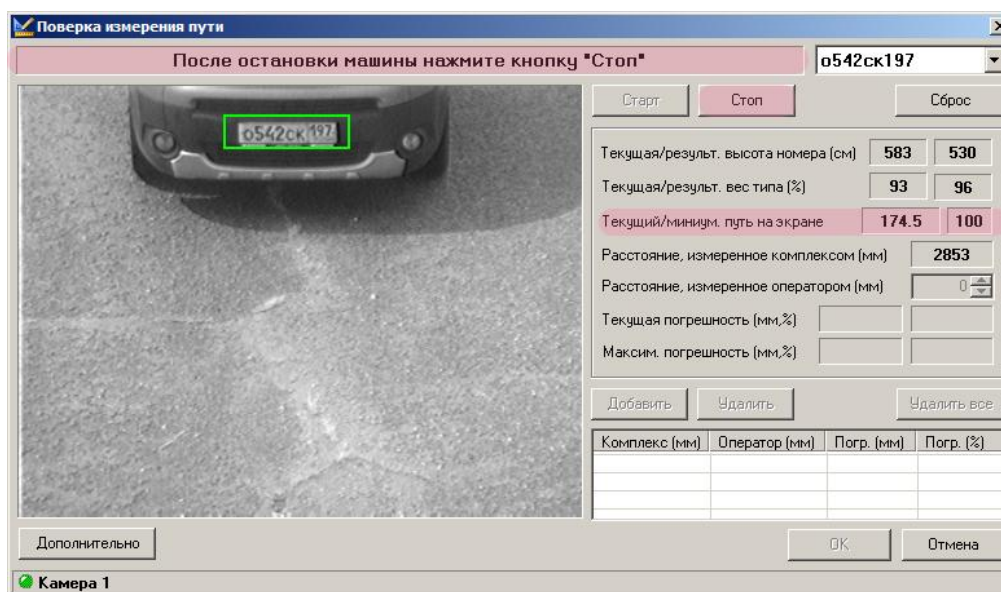 Поверка измерения пути
После остановки машины нажмите кнопку "Стоп"
о542ск197
Старт Стоп Сброс
о542ск 197
Текущая/результ. высота номера (см) 583 530
Текущая/результ. вес типа (%) 93 96
Текущий/миниум. путь на экране 174.5 100
Расстояние, измеренное комплексом (мм) 2853
Расстояние, измеренное оператором (мм) 0
Текущая погрешность (мм,%)
Максим. погрешность (мм,%)
Добавить Удалить Удалить все
Комплекс (мм) Оператор (мм) Погр. (мм) Погр. (%)
Дополнительно OK Отмена
Камера 1